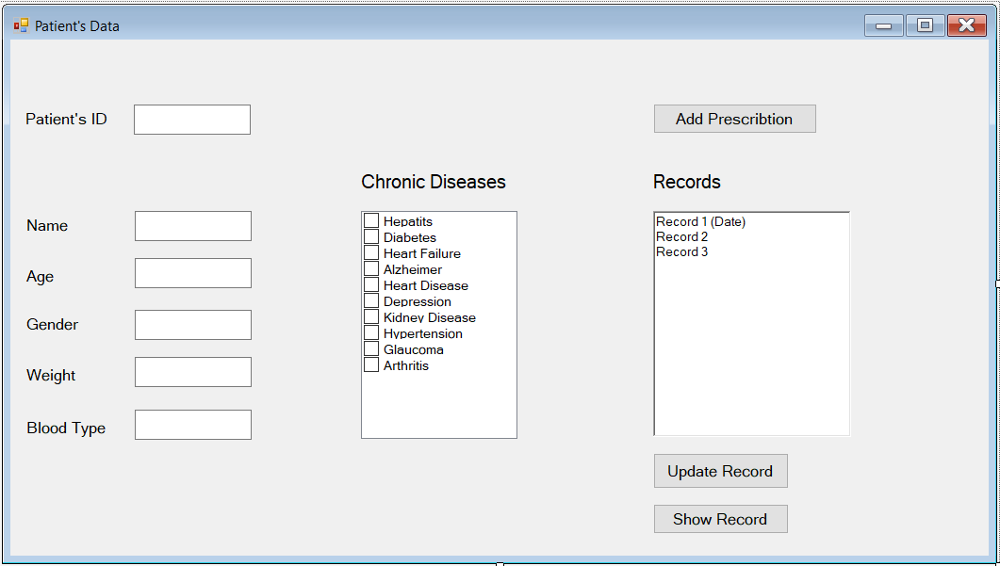 Patient's Data
Patient's ID
Add Prescribtion
Chronic Diseases
Records
Name
Age
Gender
Weight
Blood Type
Hepatits
Diabetes
Heart Failure
Alzheimer
Heart Disease
Depression
Kidney Disease
Hypertension
Glaucoma
Arthritis
Record 1 (Date)
Record 2
Record 3
Update Record
Show Record